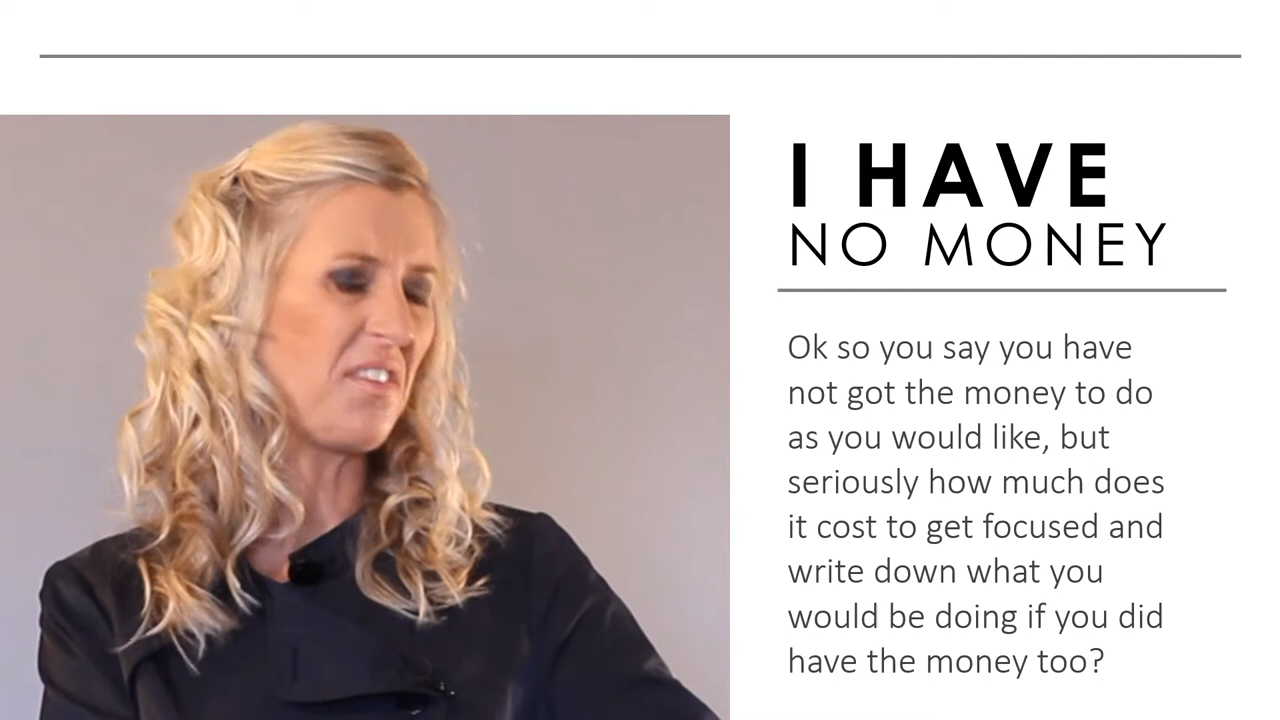 I HAVE
NO MONEY
Ok so you say you have
not got the money to do
as you would like, but
seriously how much does
it cost to get focused and
write down what you
would be doing if you did
have the money too?